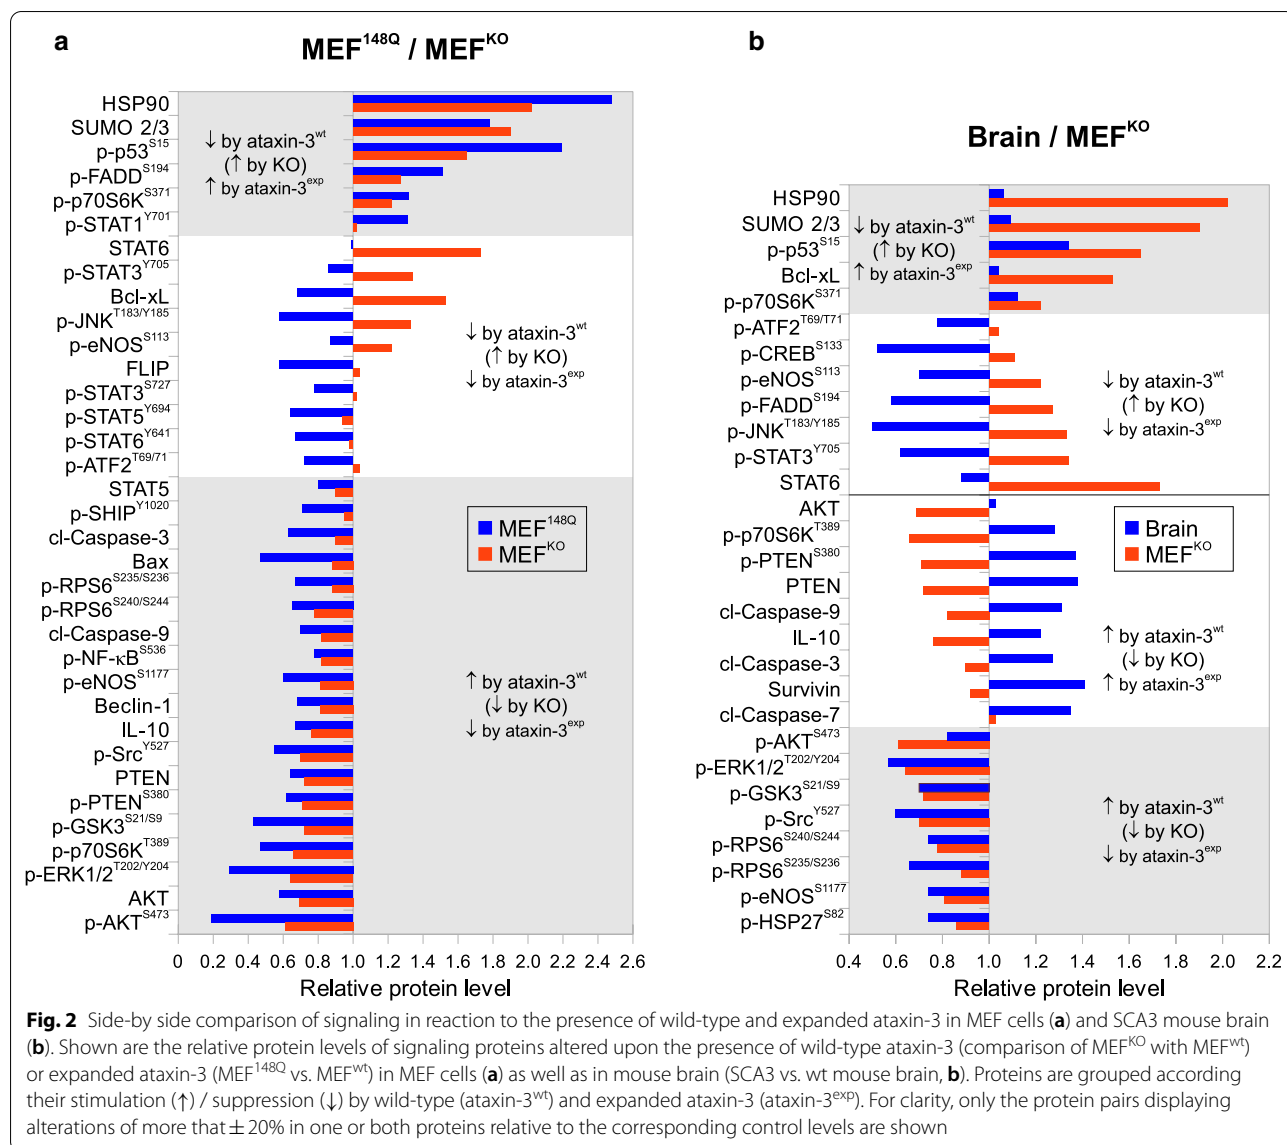 a
MEF148Q / MEFKO
HSP90
SUMO 2/3
p-p53S15
p-FADDS194
p-p70S6KS371
p-STAT1Y701
STAT6
p-STAT3Y705
Bcl-xL
p-JNKT183/Y185
p-eNOSS113
FLIP
p-STAT3S727
p-STAT5Y694
p-STAT6Y641
p-ATF2T69/71
STAT5
p-SHIPY1020
cl-Caspase-3
Bax
p-RPS6S235/S236
p-RPS6S240/S244
cl-Caspase-9
p-NF-κBS536
p-eNOSS1177
Beclin-1
IL-10
p-SrcY527
PTEN
p-PTENS380
p-GSK3S21/S9
p-p70S6KT389
p-ERK1/2T202/Y204
AKT
p-AKTS473
↓ by ataxin-3wt
(↑ by KO)
↑ by ataxin-3exp
↓ by ataxin-3wt
(↑ by KO)
↓ by ataxin-3exp
MEF148Q
MEFKO
↑ by ataxin-3wt
(↓ by KO)
↓ by ataxin-3exp
0 0.2 0.4 0.6 0.8 1.0 1.2 1.4 1.6 1.8 2.0 2.2 2.4 2.6
Relative protein level
b
Brain / MEFKO
HSP90
SUMO 2/3
p-p53S15
Bcl-xL
p-p70S6KS371
p-ATF2T69/T71
p-CREBS133
p-eNOSS113
p-FADDS194
p-JNKT183/Y185
p-STAT3Y705
STAT6
AKT
p-p70S6KT389
p-PTENS380
PTEN
cl-Caspase-9
IL-10
cl-Caspase-3
Survivin
cl-Caspase-7
p-AKTS473
p-ERK1/2T202/Y204
p-GSK3S21/S9
p-SrcY527
p-RPS6S240/S244
p-RPS6S235/S236
p-eNOSS1177
p-HSP27S82
↓ by ataxin-3wt
(↑ by KO)
↑ by ataxin-3exp
↓ by ataxin-3wt
(↑ by KO)
↓ by ataxin-3exp
Brain
MEFKO
↑ by ataxin-3wt
(↓ by KO)
↑ by ataxin-3exp
↑ by ataxin-3wt
(↓ by KO)
↓ by ataxin-3exp
0.4 0.6 0.8 1.0 1.2 1.4 1.6 1.8 2.0 2.2
Relative protein level
Fig. 2 Side-by side comparison of signaling in reaction to the presence of wild-type and expanded ataxin-3 in MEF cells (a) and SCA3 mouse brain
(b). Shown are the relative protein levels of signaling proteins altered upon the presence of wild-type ataxin-3 (comparison of MEFKO with MEFwt)
or expanded ataxin-3 (MEF148Q vs. MEFwt) in MEF cells (a) as well as in mouse brain (SCA3 vs. wt mouse brain, b). Proteins are grouped according
their stimulation (↑) / suppression (↓) by wild-type (ataxin-3wt) and expanded ataxin-3 (ataxin-3exp). For clarity, only the protein pairs displaying
alterations of more that ± 20% in one or both proteins relative to the corresponding control levels are shown